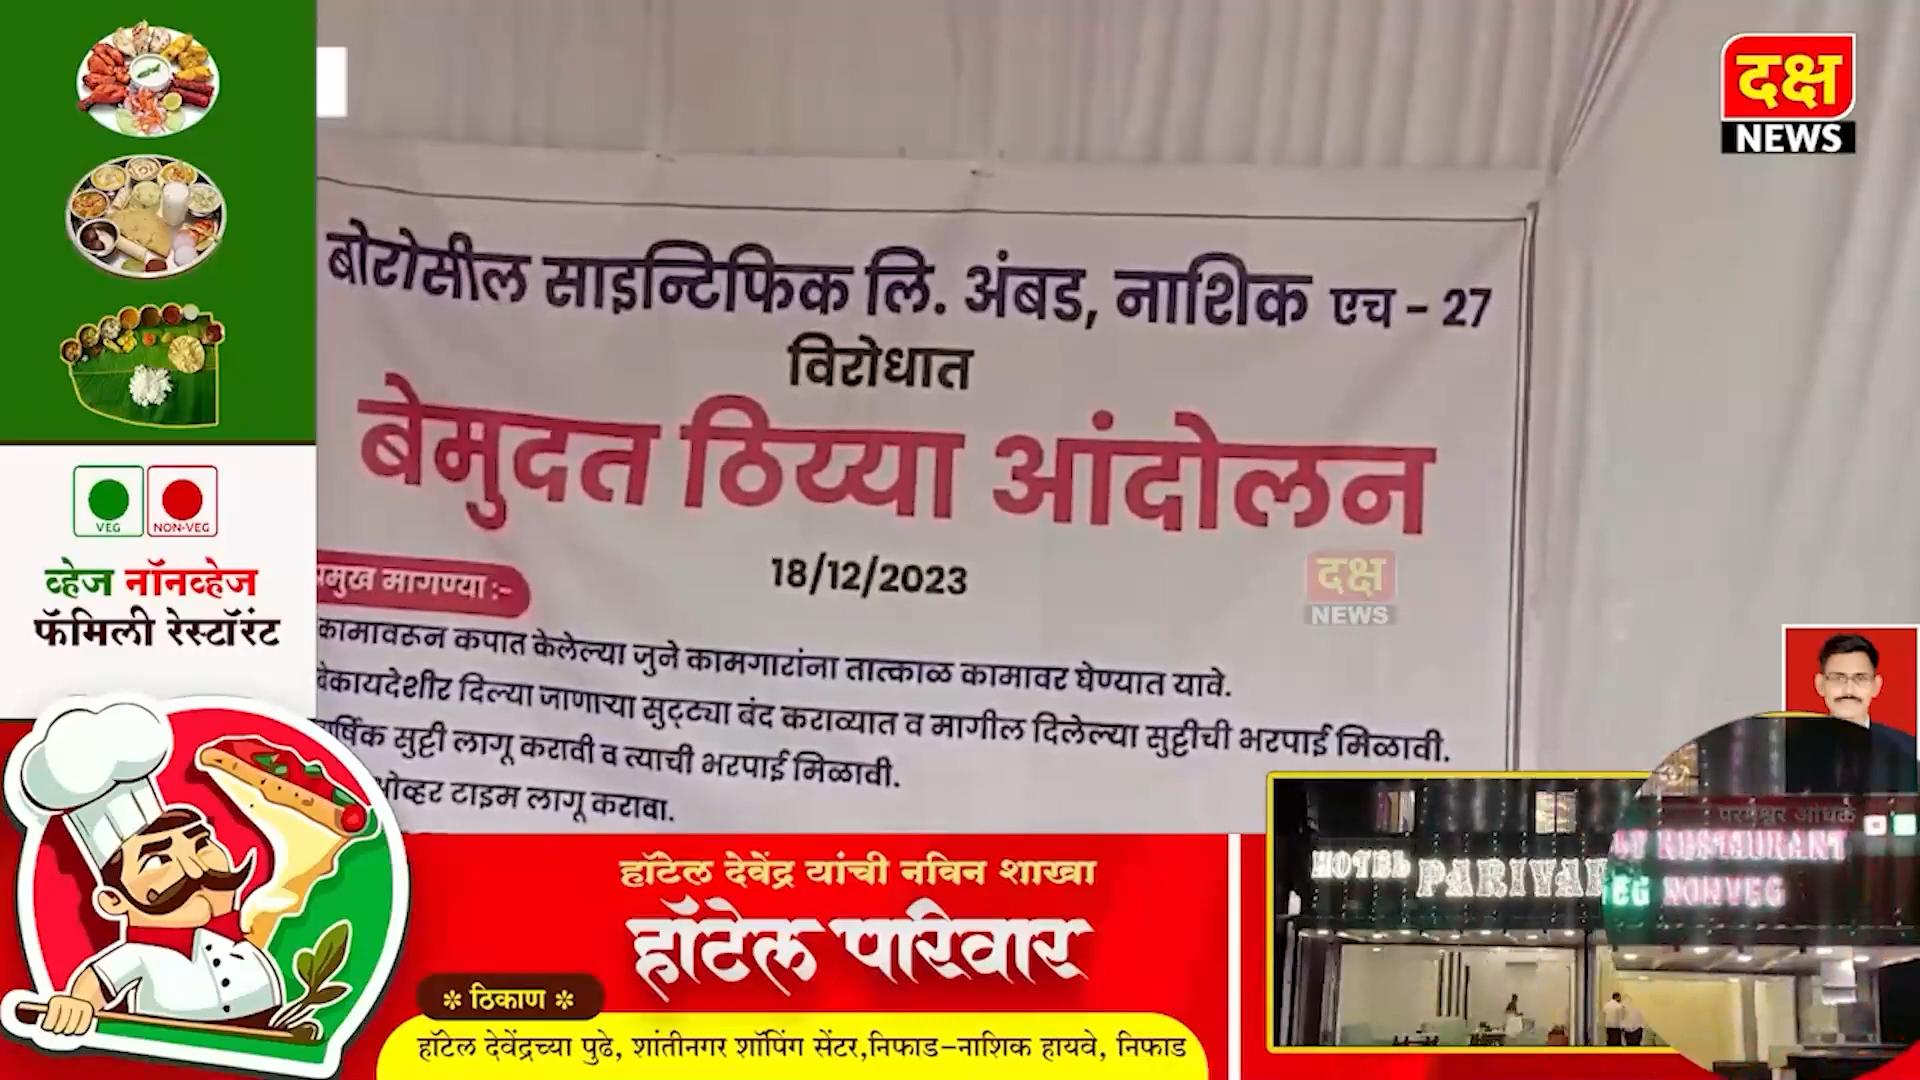 दक्ष
NEWS
बोरोसील साइन्टिफिक लि. अंबड, नाशिक एच - 27
विरोधात
बेमुदत ठिय्या आंदोलन
18/12/2023
मागण्या :-
कामावरून कपात केलेल्या जुने कामगारांना तात्काळ कामावर घेण्यात यावे.
दिल्या जाणाऱ्या सुट्ट्या बंद कराव्यात व मागील दिलेल्या सुट्टीची भरपाई मिळावी.
सुट्टी लागू करावी व त्याची भरपाई मिळावी.
ओव्हर टाइम लागू करावा.
दक्ष
NEWS
VEG
NON-VEG
व्हेज नॉनव्हेज
फॅमिली रेस्टॉरंट
हॉटेल देवेंद्र यांची नविन शाखा
हॉटेल परिवार
* ठिकाण *
हॉटेल देवेंद्रच्या पुढे, शांतीनगर शॉपिंग सेंटर,निफाड-नाशिक हायवे, निफाड
HOTEL PARIVAR
RESTAURANT
NONVEG